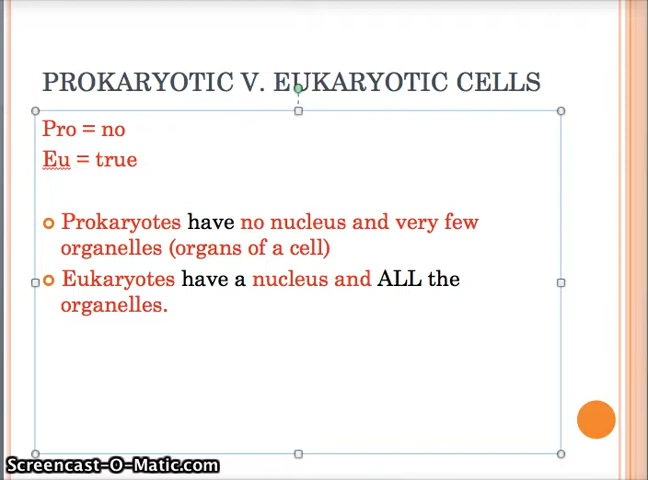 PROKARYOTIC V. EUKARYOTIC CELLS
Pro = no
Eu = true
Prokaryotes have no nucleus and very few
organelles (organs of a cell)
Eukaryotes have a nucleus and ALL the
organelles.
Screencast-O-Matic.com